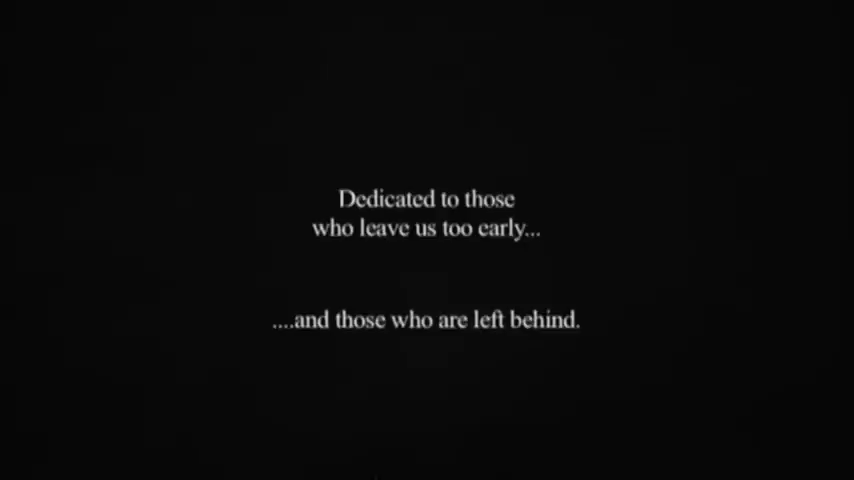 Dedicated to those
who leave us too early...
....and those who are left behind.